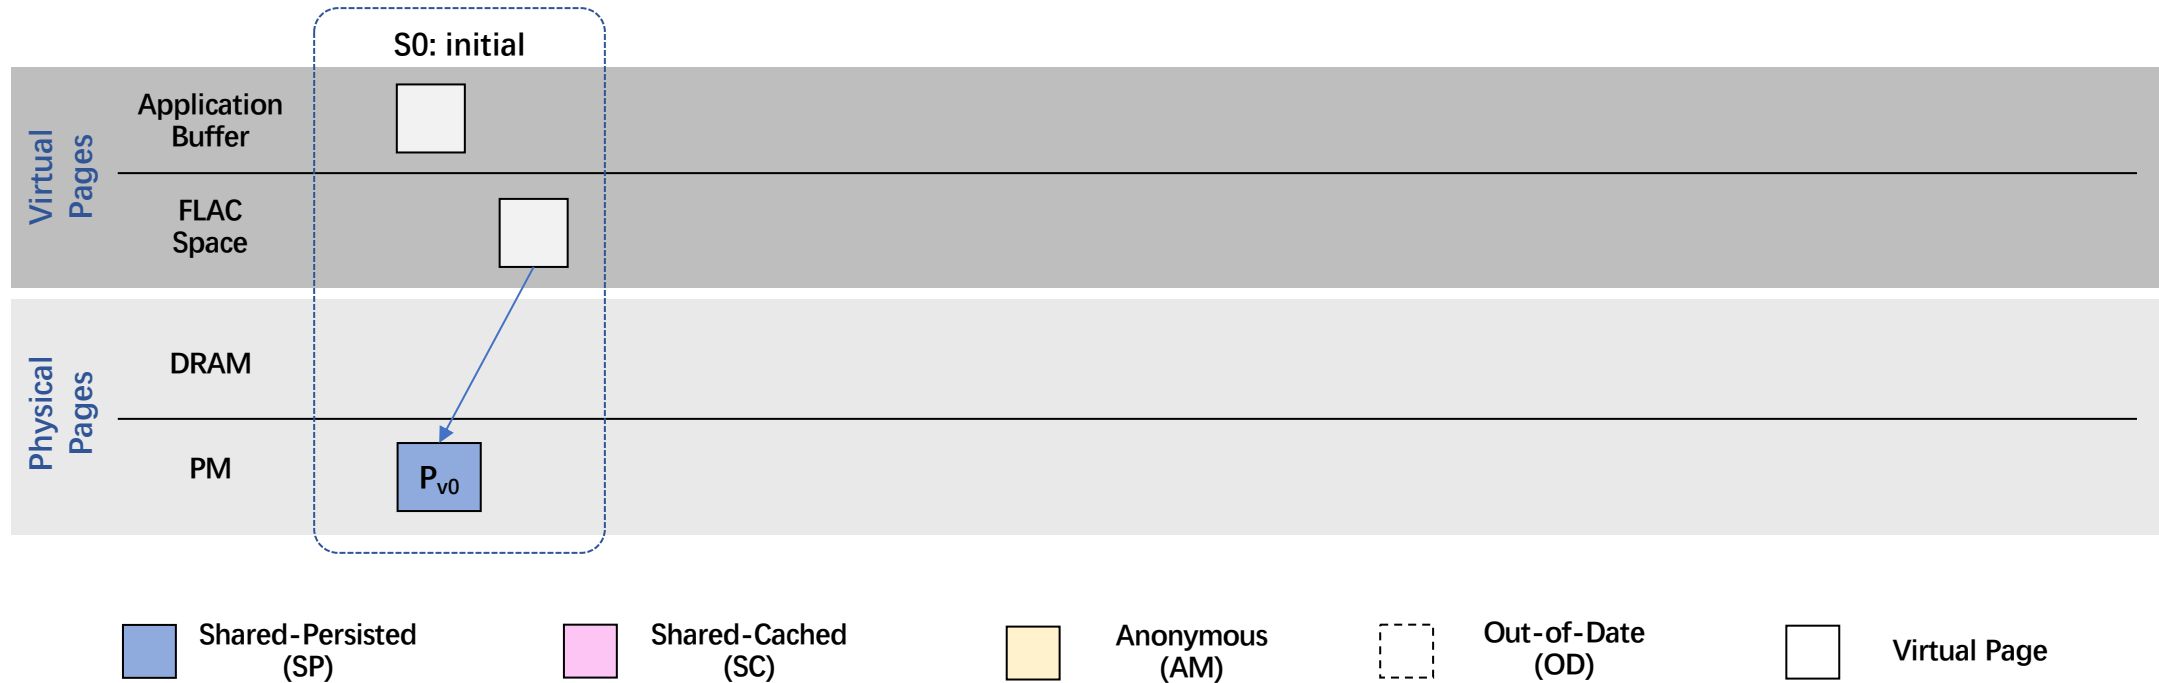 S0: initial
Virtual
Pages
Application
Buffer
FLAC
Space
Physical
Pages
DRAM
PM
Pv0
Shared-Persisted
(SP)
Shared-Cached
(SC)
Anonymous
(AM)
Out-of-Date
(OD)
Virtual Page